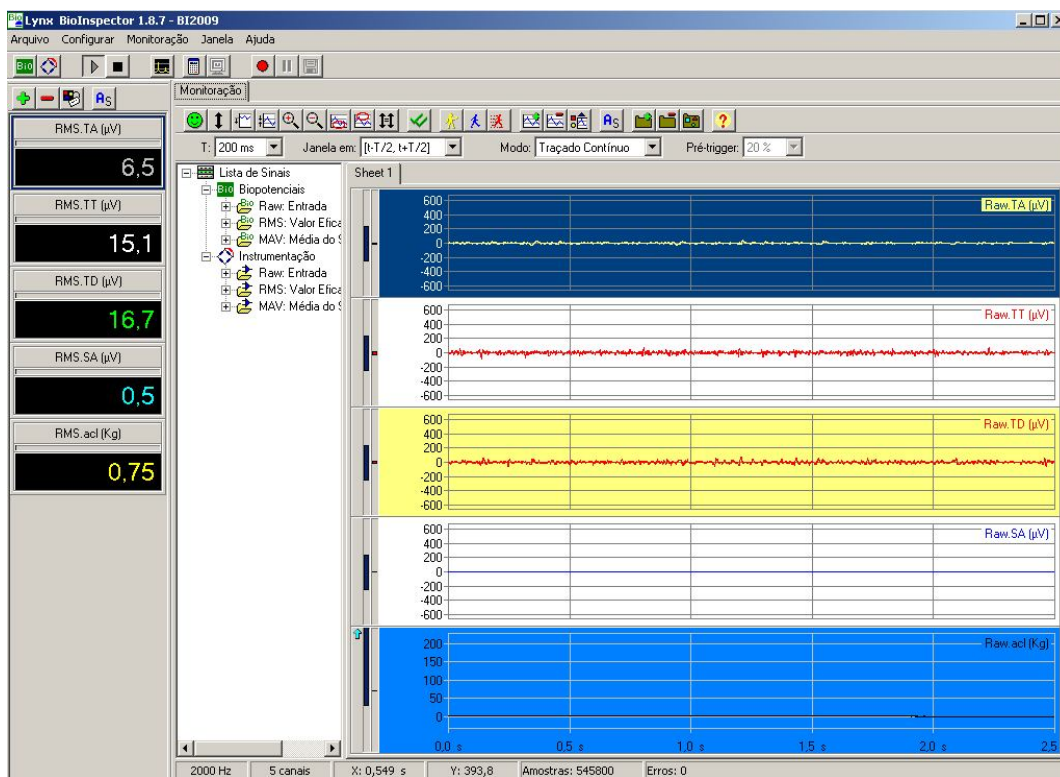 Lynx BioInspector 1.8.7 - BI2009
Arquivo Configurar Monitoração Janela Ajuda
Monitoração
T: 200 ms Janela em: [t-T/2, t+T/2] Modo: Traçado Contínuo Pré-trigger: 20 %
RMS.TA (µV)
6,5
RMS.TT (µV)
15,1
RMS.TD (µV)
16,7
RMS.SA (µV)
0,5
RMS.acl (Kg)
0,75
Lista de Sinais
Bio Biopotenciais
Bio Raw: Entrada
Bio RMS: Valor Efica
Bio MAV: Média do S
Instrumentação
Raw: Entrada
RMS: Valor Efica
MAV: Média do S
Sheet 1
Raw.TA (µV)
600
400
200
0
-200
-400
-600
Raw.TT (µV)
600
400
200
0
-200
-400
-600
Raw.TD (µV)
600
400
200
0
-200
-400
-600
Raw.SA (µV)
600
400
200
0
-200
-400
-600
Raw.acl (Kg)
200
150
100
50
0
0,0 s 0,5 s 1,0 s 1,5 s 2,0 s 2,5
2000 Hz 5 canais X: 0,549 s Y: 393,8 Amostras: 545800 Erros: 0